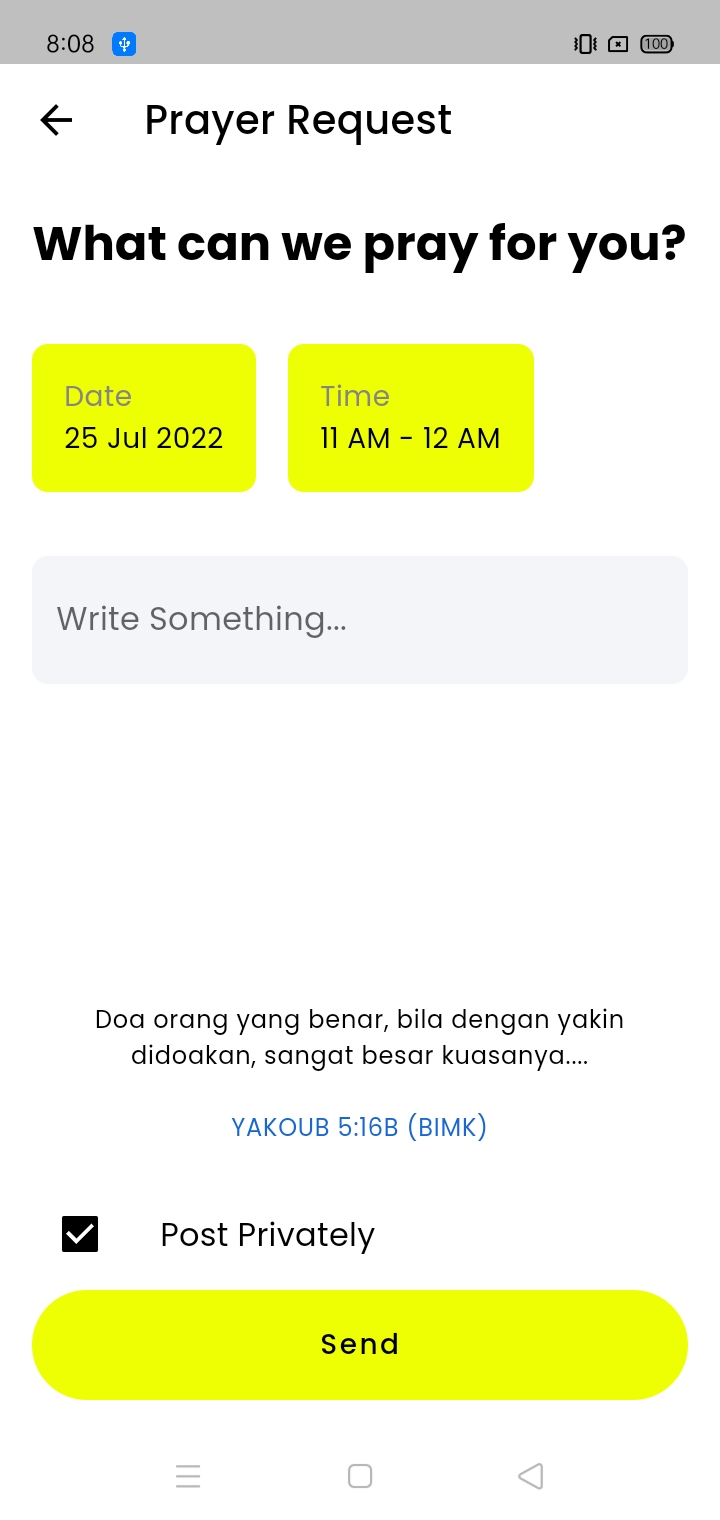 8:08
100
Prayer Request
What can we pray for you?
Date
25 Jul 2022
Time
11 AM - 12 AM
Write Something...
Doa orang yang benar, bila dengan yakin
didoakan, sangat besar kuasanya....
YAKOUB 5:16B (BIMK)
Post Privately
Send